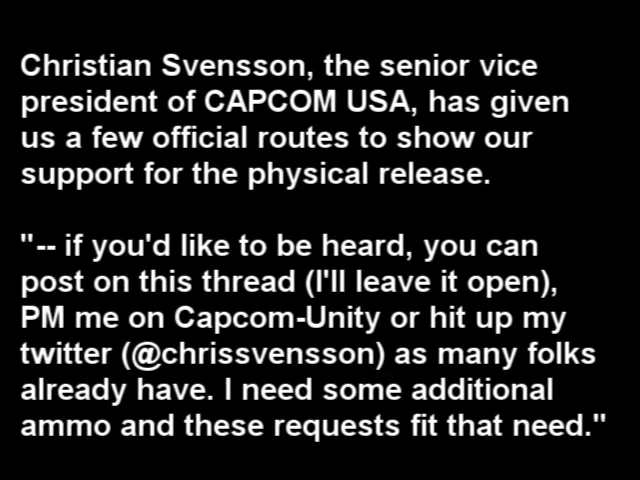 Christian Svensson, the senior vice
president of CAPCOM USA, has given
us a few official routes to show our
support for the physical release.
"-- if you'd like to be heard, you can
post on this thread (I'll leave it open),
PM me on Capcom-Unity or hit up my
twitter (@chrissvensson) as many folks
already have. I need some additional
ammo and these requests fit that need."